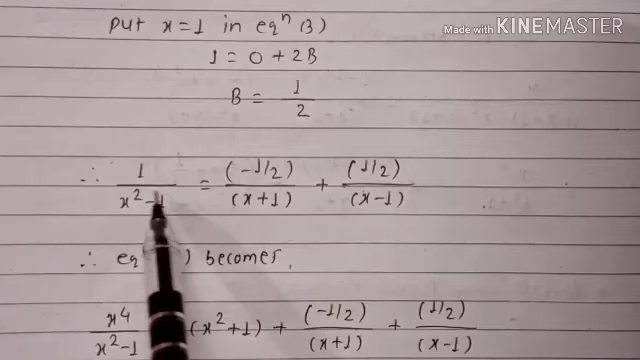 Made with KINEMASTER
put x = 1 in eqⁿ (3)
1 = 0 + 2B
B = 1/2
∴ 1/(x² - 1) = (-1/2)/(x+1) + (1/2)/(x-1)
∴ eq ) becomes,
x⁴/(x² - 1) (x² + 1) + (-1/2)/(x+1) + (1/2)/(x-1)